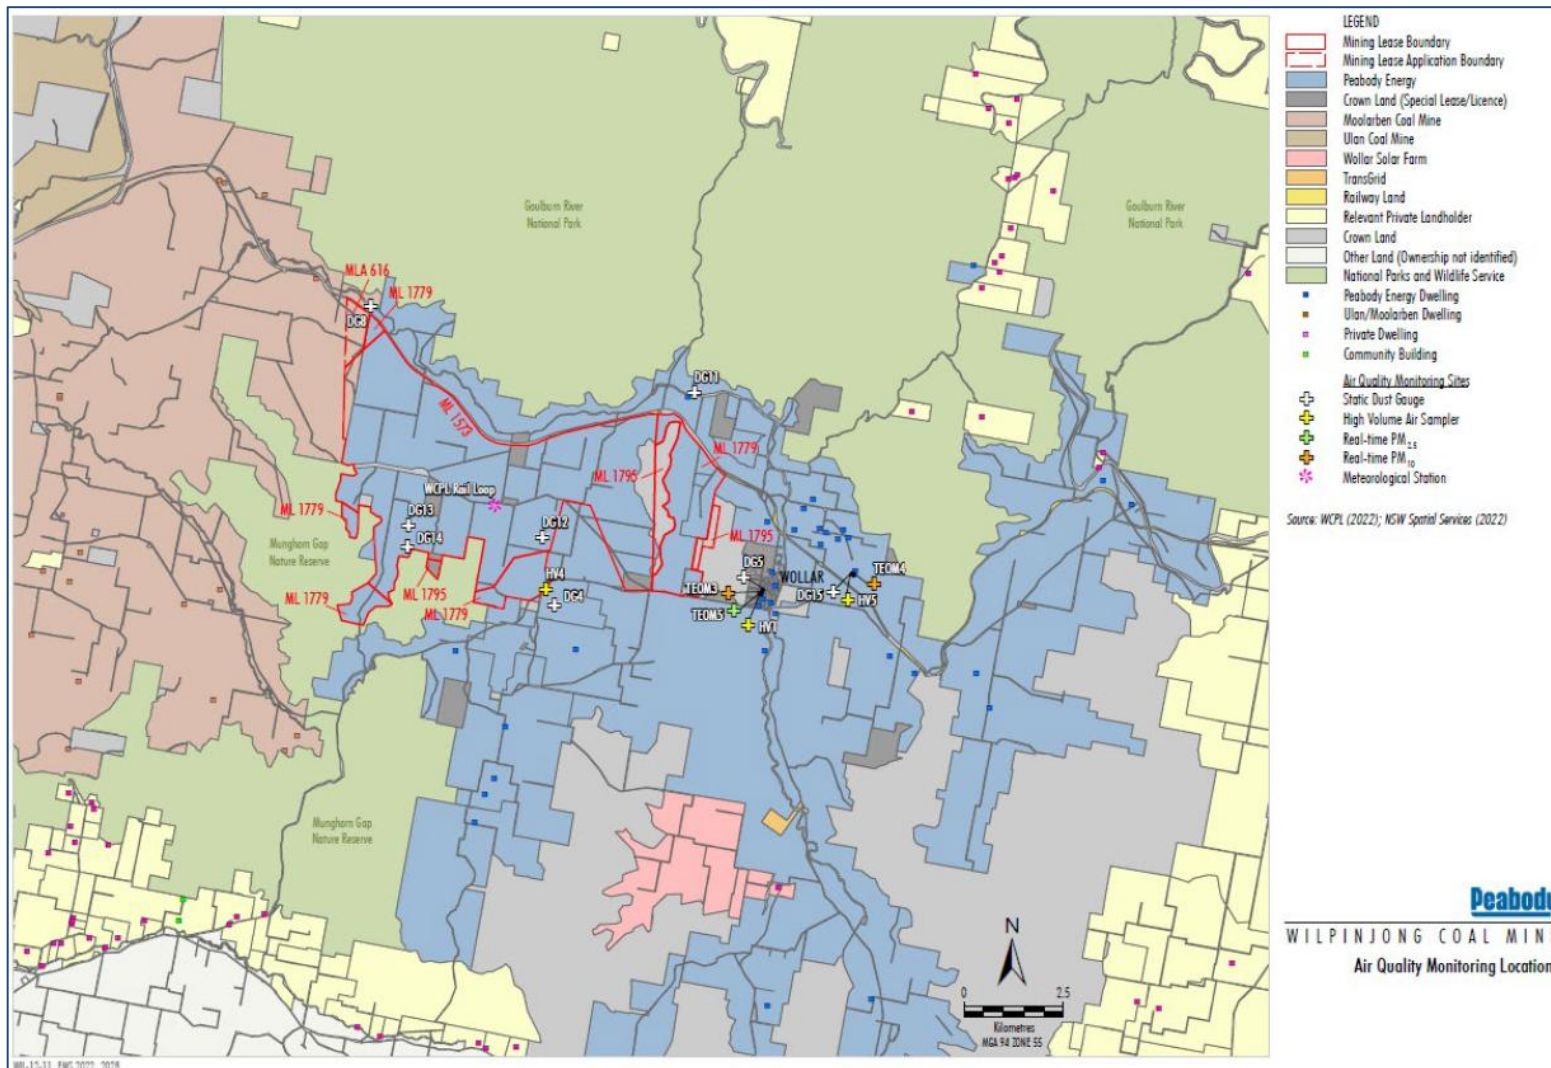 LEGEND
Mining Lease Boundary
Mining Lease Application Boundary
Peabody Energy
Crown Land (Special Lease/Licence)
Moolarben Coal Mine
Ulan Coal Mine
Wollar Solar Farm
TransGrid
Railway Land
Relevant Private Landholder
Crown Land
Other Land (Ownership not identified)
National Parks and Wildlife Service
Peabody Energy Dwelling
Ulan/Moolarben Dwelling
Private Dwelling
Community Building
Air Quality Monitoring Sites
Static Dust Gauge
High Volume Air Sampler
Real-time PM2.5
Real-time PM10
Meteorological Station
Source: WCPL (2022); NSW Spatial Services (2022)
Goulburn River
National Park
Goulburn River
National Park
MLA 616
ML 1779
DG8
DG11
ML 1573
ML 1779
ML 1795
WCPL Rail Loop
ML 1779
DG13
DG12
DG14
Munghorn Gap
Nature Reserve
ML 1795
DG5
WOLLAR
TEOM4
HV4
TEOM3
DG15
HV5
ML 1779
ML 1795
DG4
TEOM5
ML 1779
HV1
Munghorn Gap
Nature Reserve
N
0
2.5
Kilometres
MGA 94 ZONE 55
Peabody
WILPINJONG COAL MIN
Air Quality Monitoring Location